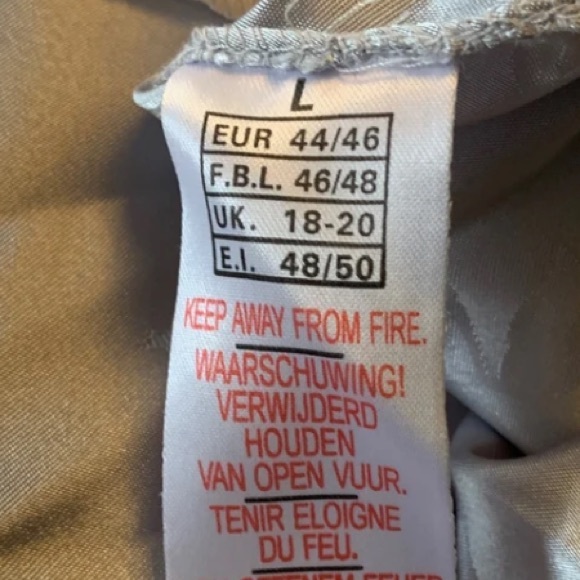 L
EUR 44/46
F.B.L. 46/48
UK. 18-20
E.I. 48/50
KEEP AWAY FROM FIRE.
WAARSCHUWING!
VERWIJDERD
HOUDEN
VAN OPEN VUUR.
TENIR ELOIGNE
DU FEU.